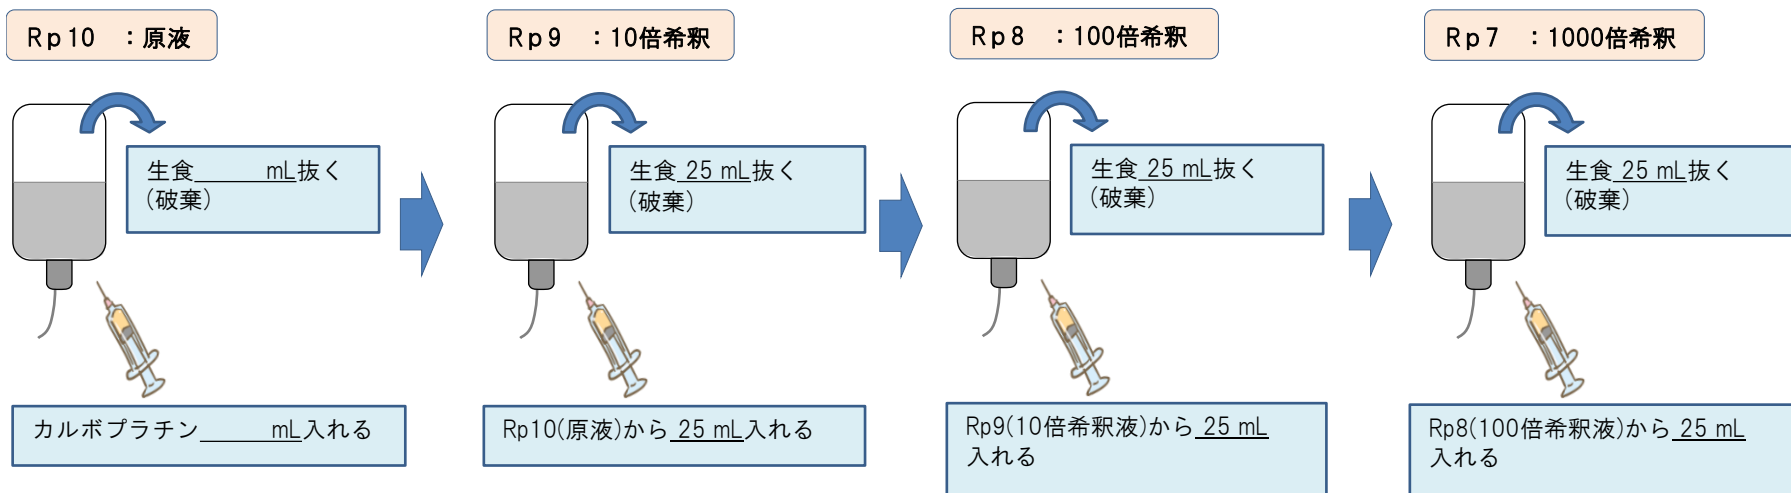 Rp10 ：原液
生食      mL抜く
（破棄）
カルボプラチン      mL入れる
Rp9 ：10倍希釈
生食 25 mL抜く
（破棄）
Rp10(原液)から 25 mL入れる
Rp8 ：100倍希釈
生食 25 mL抜く
（破棄）
Rp9(10倍希釈液)から 25 mL
入れる
Rp7 ：1000倍希釈
生食 25 mL抜く
（破棄）
Rp8(100倍希釈液)から 25 mL
入れる